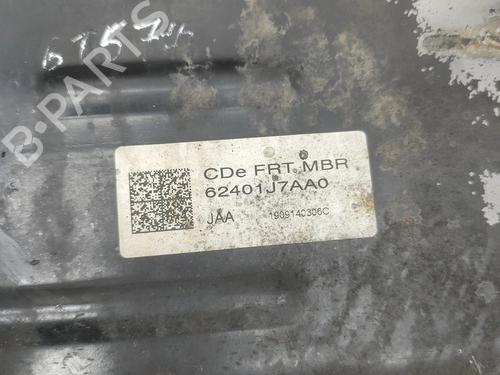 B-PARTS
CDe FRT MBR
62401J7AA0
JAA 1909140306C